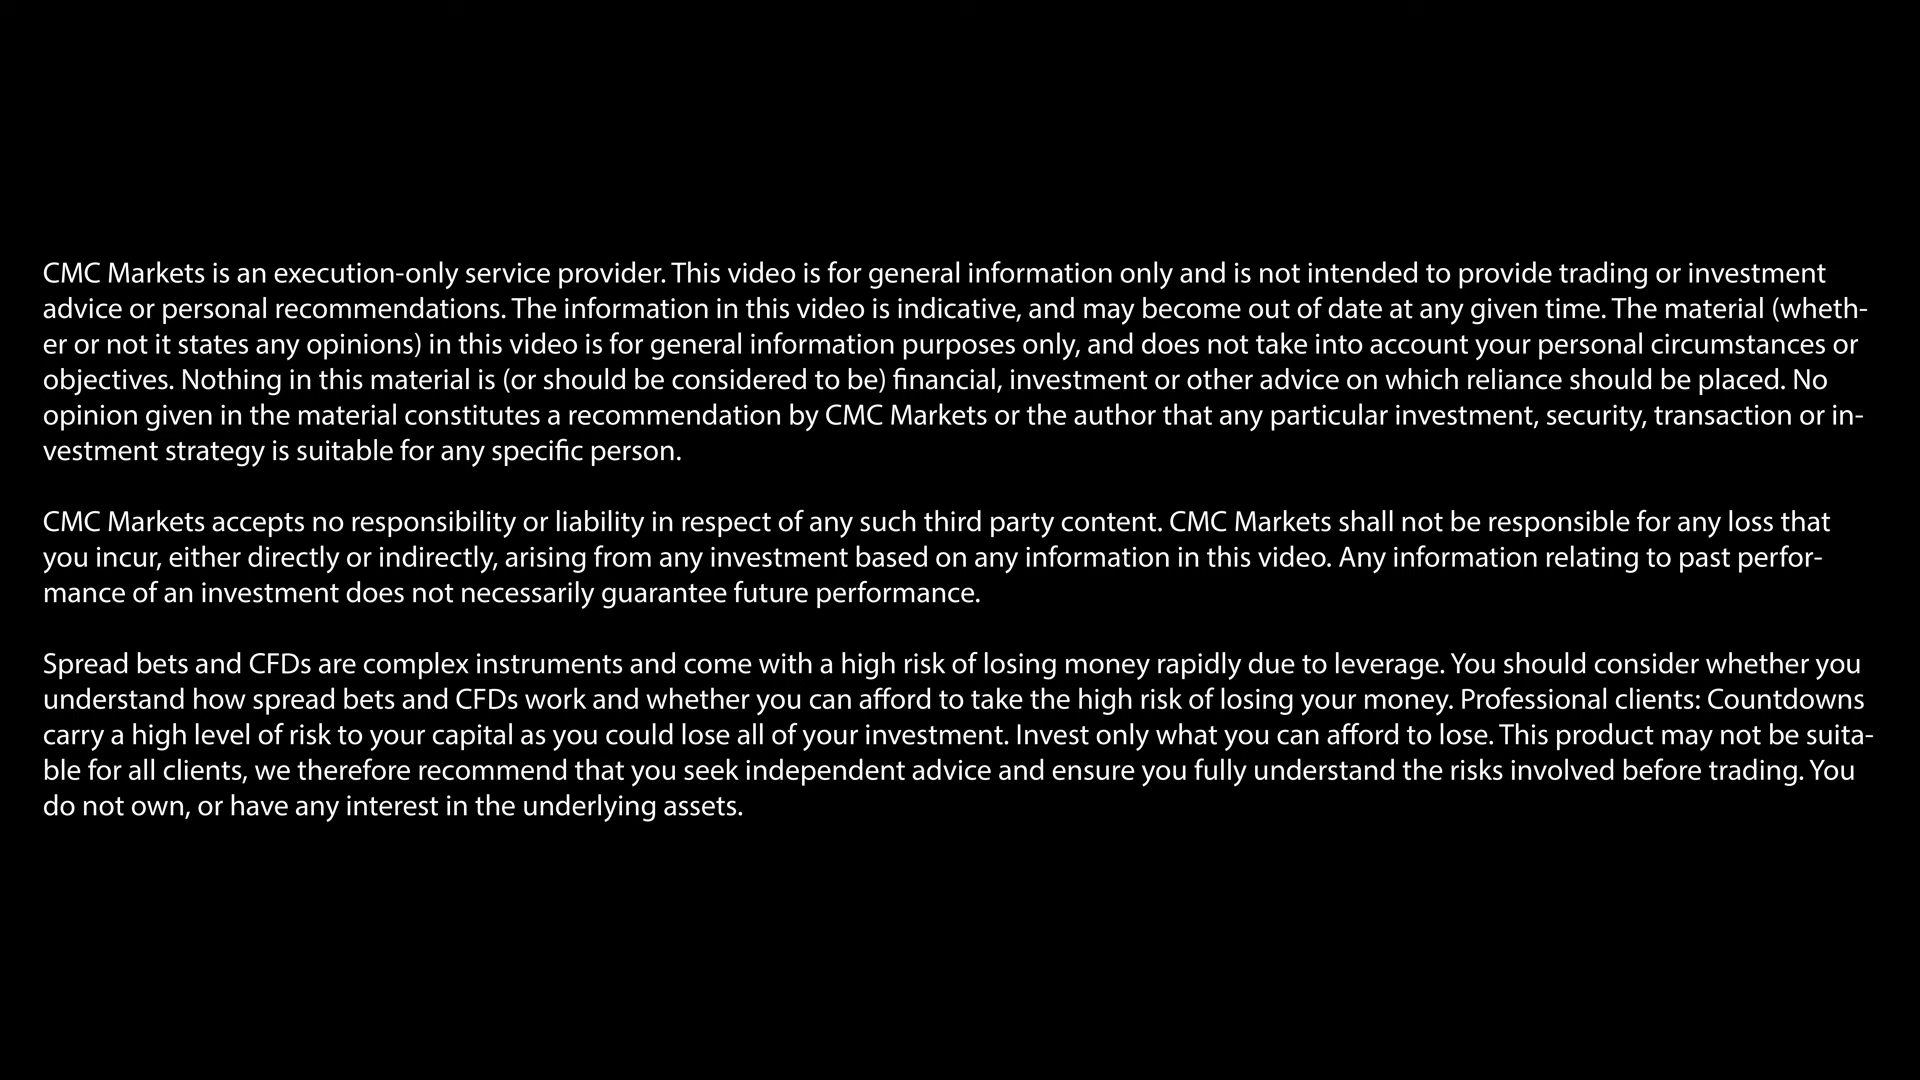 CMC Markets is an execution-only service provider. This video is for general information only and is not intended to provide trading or investment
advice or personal recommendations. The information in this video is indicative, and may become out of date at any given time. The material (wheth-
er or not it states any opinions) in this video is for general information purposes only, and does not take into account your personal circumstances or
objectives. Nothing in this material is (or should be considered to be) financial, investment or other advice on which reliance should be placed. No
opinion given in the material constitutes a recommendation by CMC Markets or the author that any particular investment, security, transaction or in-
vestment strategy is suitable for any specific person.
CMC Markets accepts no responsibility or liability in respect of any such third party content. CMC Markets shall not be responsible for any loss that
you incur, either directly or indirectly, arising from any investment based on any information in this video. Any information relating to past perfor-
mance of an investment does not necessarily guarantee future performance.
Spread bets and CFDs are complex instruments and come with a high risk of losing money rapidly due to leverage. You should consider whether you
understand how spread bets and CFDs work and whether you can afford to take the high risk of losing your money. Professional clients: Countdowns
carry a high level of risk to your capital as you could lose all of your investment. Invest only what you can afford to lose. This product may not be suita-
ble for all clients, we therefore recommend that you seek independent advice and ensure you fully understand the risks involved before trading. You
do not own, or have any interest in the underlying assets.